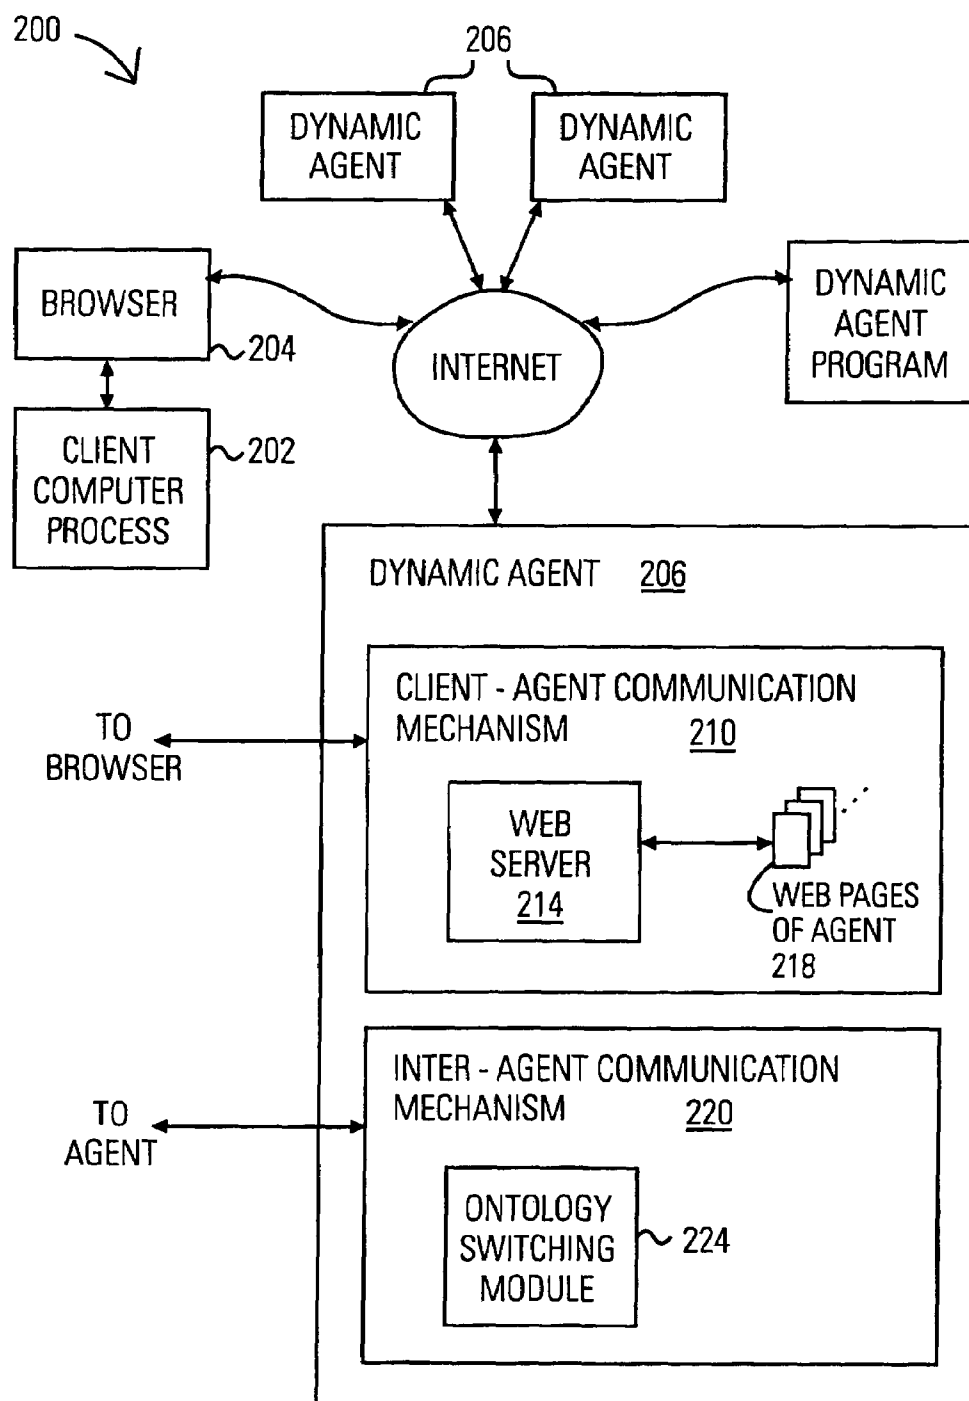 200
206
DYNAMIC
AGENT
DYNAMIC
AGENT
BROWSER
204
INTERNET
DYNAMIC
AGENT
PROGRAM
CLIENT
COMPUTER
PROCESS
202
DYNAMIC AGENT 206
CLIENT - AGENT COMMUNICATION
MECHANISM 210
TO
BROWSER
WEB
SERVER
214
WEB PAGES
OF AGENT
218
INTER - AGENT COMMUNICATION
MECHANISM 220
TO
AGENT
ONTOLOGY
SWITCHING
MODULE
224